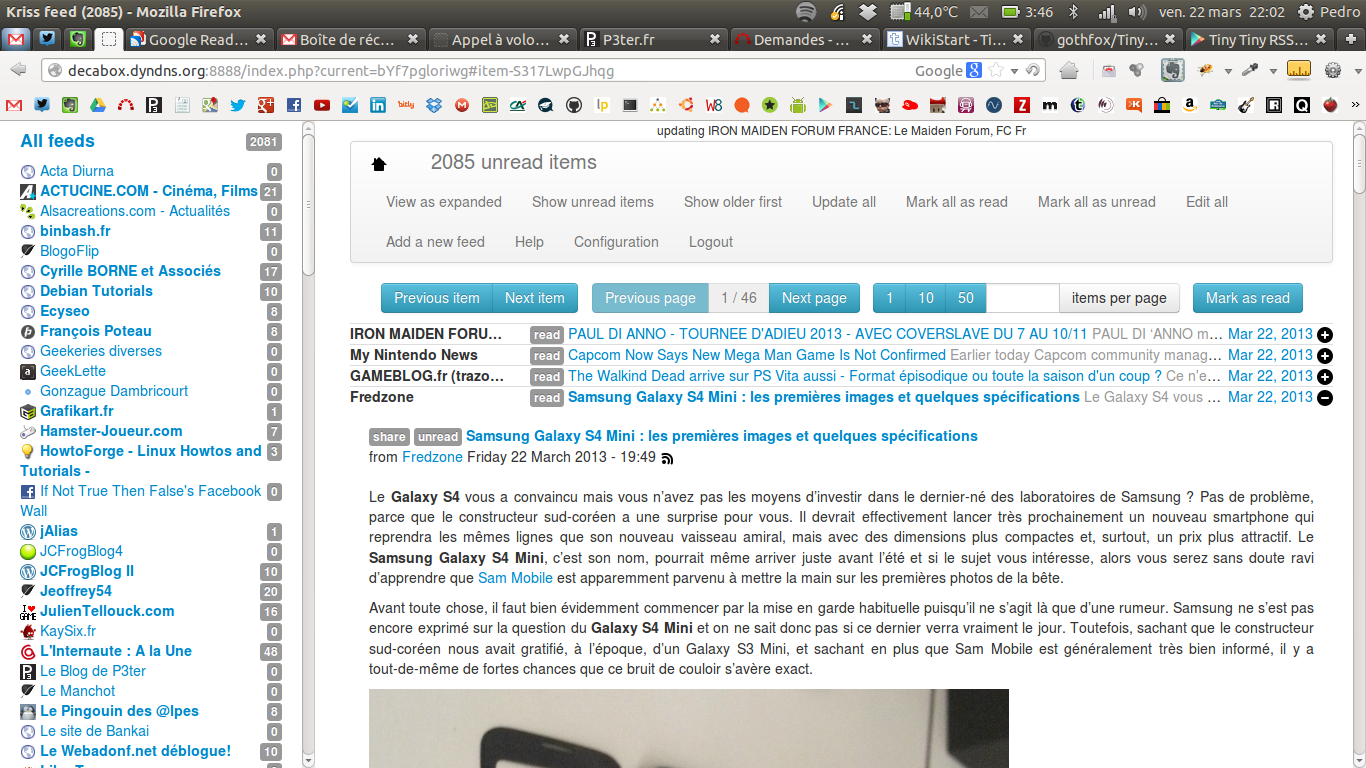 Kriss feed (2085) - Mozilla Firefox
44,0°C 3:46 ven. 22 mars 22:02 Pedro
Google Read... Boîte de réc... Appel à volo... P3ter.fr Demandes - ... WikiStart - Ti... gothfox/Tiny... Tiny Tiny RSS...
decabox.dyndns.org:8888/index.php?current=bYf7pgloriwg#item-S317LwpGJhqg Google
All feeds 2081
Acta Diurna 0
ACTUCINE.COM - Cinéma, Films 21
Alsacreations.com - Actualités 0
binbash.fr 11
BlogoFlip 0
Cyrille BORNE et Associés 17
Debian Tutorials 10
Ecyseo 8
François Poteau 8
Geekeries diverses 0
GeekLette 0
Gonzague Dambricourt 0
Grafikart.fr 1
Hamster-Joueur.com 7
HowtoForge - Linux Howtos and 3
Tutorials -
If Not True Then False's Facebook 0
Wall
jAlias 1
JCFrogBlog4 0
JCFrogBlog II 10
Jeoffrey54 20
JulienTellouck.com 16
KaySix.fr 0
L'Internaute : A la Une 48
Le Blog de P3ter 0
Le Manchot 0
Le Pingouin des @lpes 8
Le site de Bankai 0
Le Webadonf.net déblogue! 10
updating IRON MAIDEN FORUM FRANCE: Le Maiden Forum, FC Fr
2085 unread items
View as expanded Show unread items Show older first Update all Mark all as read Mark all as unread Edit all
Add a new feed Help Configuration Logout
Previous item Next item Previous page 1 / 46 Next page 1 10 50 items per page Mark as read
IRON MAIDEN FORU... read PAUL DI ANNO - TOURNEE D'ADIEU 2013 - AVEC COVERSLAVE DU 7 AU 10/11 PAUL DI ‘ANNO m... Mar 22, 2013
My Nintendo News read Capcom Now Says New Mega Man Game Is Not Confirmed Earlier today Capcom community manag... Mar 22, 2013
GAMEBLOG.fr (trazo... read The Walkind Dead arrive sur PS Vita aussi - Format épisodique ou toute la saison d'un coup ? Ce n'e... Mar 22, 2013
Fredzone read Samsung Galaxy S4 Mini : les premières images et quelques spécifications Le Galaxy S4 vous ... Mar 22, 2013
share unread Samsung Galaxy S4 Mini : les premières images et quelques spécifications
from Fredzone Friday 22 March 2013 - 19:49
Le Galaxy S4 vous a convaincu mais vous n’avez pas les moyens d’investir dans le dernier-né des laboratoires de Samsung ? Pas de problème,
parce que le constructeur sud-coréen a une surprise pour vous. Il devrait effectivement lancer très prochainement un nouveau smartphone qui
reprendra les mêmes lignes que son nouveau vaisseau amiral, mais avec des dimensions plus compactes et, surtout, un prix plus attractif. Le
Samsung Galaxy S4 Mini, c’est son nom, pourrait même arriver juste avant l’été et si le sujet vous intéresse, alors vous serez sans doute ravi
d’apprendre que Sam Mobile est apparemment parvenu à mettre la main sur les premières photos de la bête.
Avant toute chose, il faut bien évidemment commencer par la mise en garde habituelle puisqu’il ne s’agit là que d’une rumeur. Samsung ne s’est pas
encore exprimé sur la question du Galaxy S4 Mini et on ne sait donc pas si ce dernier verra vraiment le jour. Toutefois, sachant que le constructeur
sud-coréen nous avait gratifié, à l’époque, d’un Galaxy S3 Mini, et sachant en plus que Sam Mobile est généralement très bien informé, il y a
tout-de-même de fortes chances que ce bruit de couloir s’avère exact.